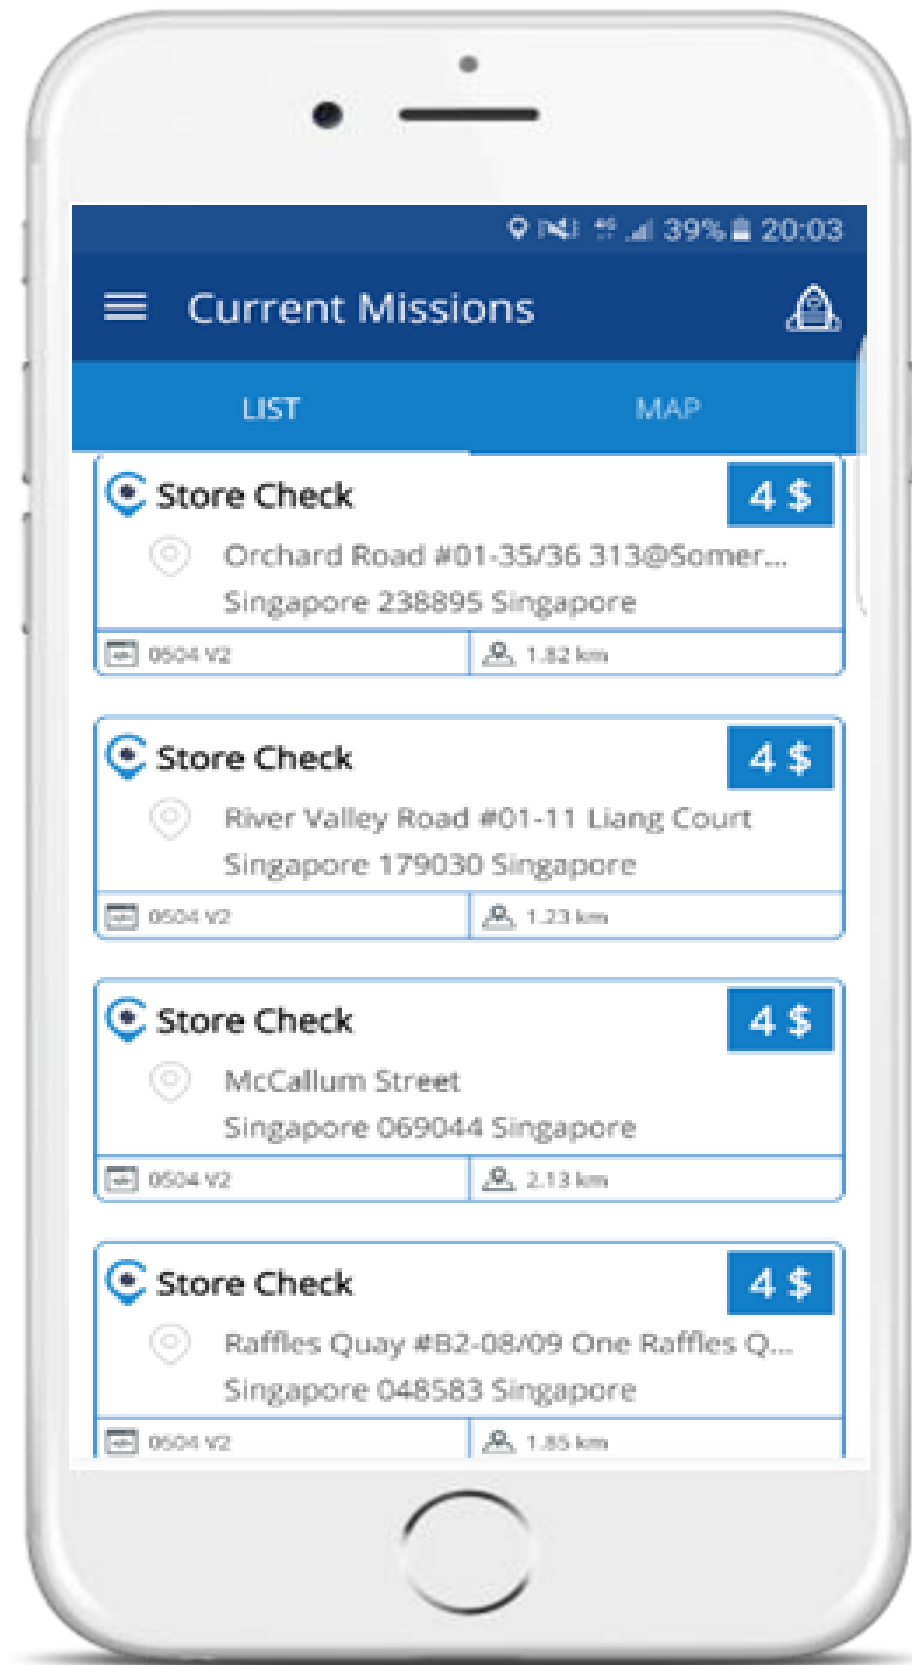 39% 20:03
Current Missions
LIST MAP
Store Check 4 $
Orchard Road #01-35/36 313@Somer...
Singapore 238895 Singapore
0504 V2 1.82 km
Store Check 4 $
River Valley Road #01-11 Liang Court
Singapore 179030 Singapore
0504 V2 1.23 km
Store Check 4 $
McCallum Street
Singapore 069044 Singapore
0504 V2 2.13 km
Store Check 4 $
Raffles Quay #B2-08/09 One Raffles Q...
Singapore 048583 Singapore
0504 V2 1.85 km